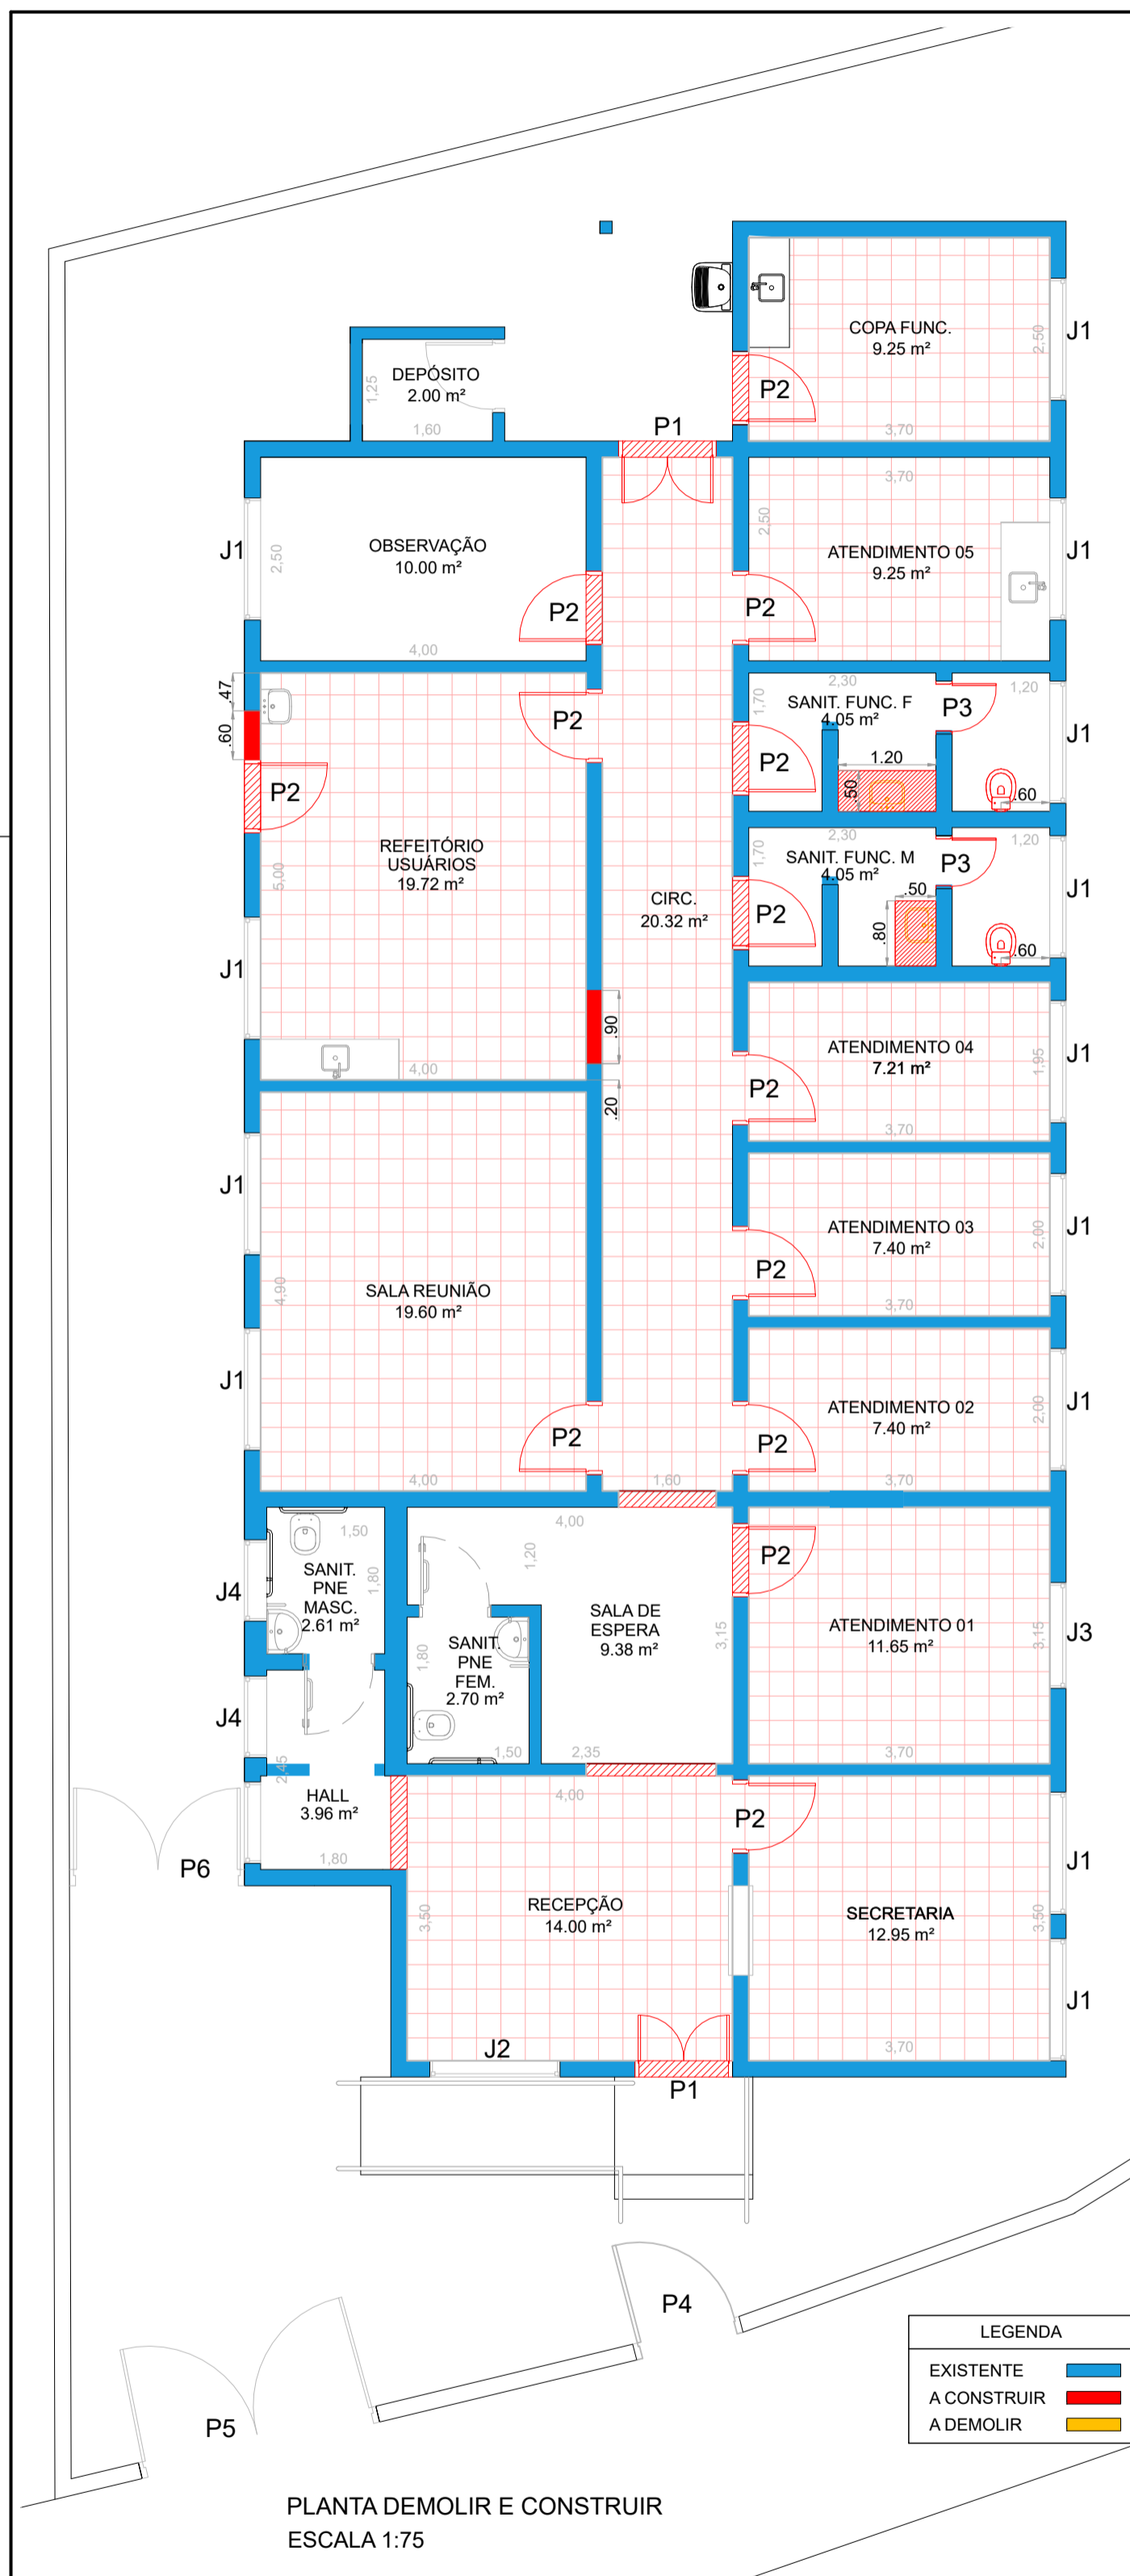 COPA FUNC.
9.25 m²
2,50
J1
DEPÓSITO
2.00 m²
1,25
1,60
P2
3,70
P1
3,70
2,50
OBSERVAÇÃO
10.00 m²
J1
2,50
ATENDIMENTO 05
9.25 m²
J1
P2
P2
4,00
.47
.60
P2
P2
2,30
1,70
SANIT. FUNC. F
4.05 m²
P3
1,20
J1
P2
1.20
.50
.60
REFEITÓRIO
USUÁRIOS
19.72 m²
5,00
2,30
1,70
SANIT. FUNC. M
4.05 m²
P3
1,20
J1
CIRC.
20.32 m²
P2
.50
.80
.60
J1
.90
4,00
.20
ATENDIMENTO 04
7.21 m²
1,95
J1
P2
3,70
J1
ATENDIMENTO 03
7.40 m²
2,00
J1
P2
3,70
SALA REUNIÃO
19.60 m²
4,90
J1
ATENDIMENTO 02
7.40 m²
2,00
J1
P2
P2
4,00
1,60
3,70
1,50
SANIT.
PNE
MASC.
2.61 m²
1,80
J4
4,00
1,20
P2
SALA DE
ESPERA
9.38 m²
3,15
ATENDIMENTO 01
11.65 m²
3,15
J3
1,80
SANIT.
PNE
FEM.
2.70 m²
J4
1,50
2,35
3,70
2,45
HALL
3.96 m²
4,00
P2
1,80
P6
J1
RECEPÇÃO
14.00 m²
3,50
SECRETARIA
12.95 m²
3,50
J1
J2
3,70
P1
P4
P5
LEGENDA
EXISTENTE
A CONSTRUIR
A DEMOLIR
PLANTA DEMOLIR E CONSTRUIR
ESCALA 1:75